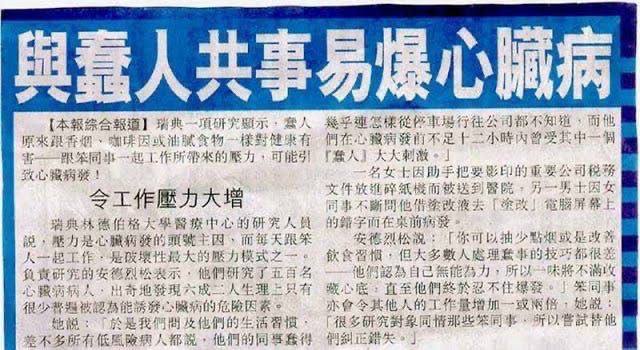 與蠢人共事易爆心臟病
【本報綜合報道】瑞典一項研究顯示，蠢人
原來跟香烟、咖啡因或油膩食物一樣對健康有
害——跟笨同事一起工作所帶來的壓力，可能引
致心臟病發！
令工作壓力大增
瑞典林德伯格大學醫療中心的研究人員
說，壓力是心臟病發的頭號主因，而每天跟笨
人一起工作，是破壞性最大的壓力模式之一。
負責研究的安德烈松表示，他們研究了五百名
心臟病病人，出奇地發現六成二人生理上只有
很少普遍被認為能誘發心臟病的危險因素。
她說：「於是我們問及他們的生活習慣，
差不多所有低風險病人都說，他們的同事蠢得
幾乎連怎樣從停車場行往公司都不知道，而他
們在心臟病發前不足十二小時內曾受其中一個
『蠢人』大大刺激。」
一名女士因助手把要影印的重要公司稅務
文件放進碎紙機而被送到醫院，另一男士因女
同事不斷問他借塗改液去「塗改」電腦屏幕上
的錯字而在桌前病發。
安德烈松說：「你可以抽少點烟或是改善
飲食習慣，但大多數人處理蠢事的技巧都很差
——他們認為自己無能為力，所以一味將不滿收
藏心底，直至他們終於忍不住爆發。」笨同事
亦會令其他人的工作量增加一或兩倍，她說：
「很多研究對象同情那些笨同事，所以嘗試替他
們糾正錯失。」